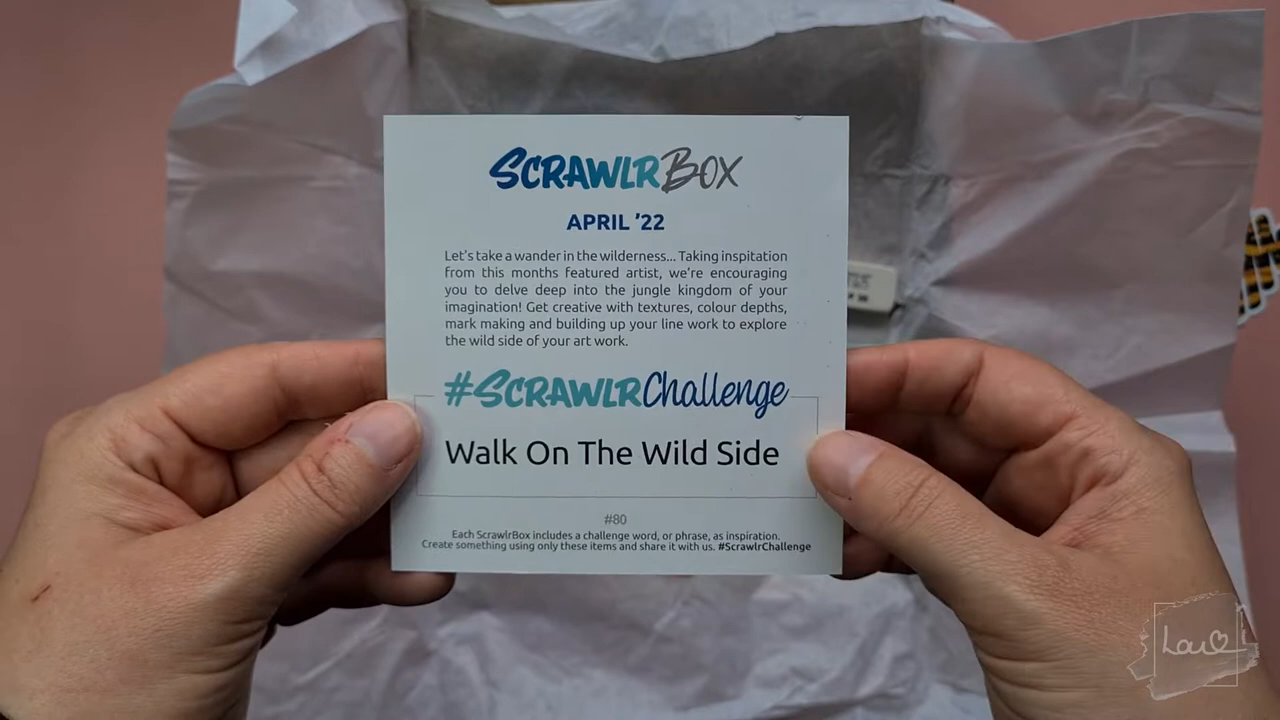 SCRAWLRBOX
APRIL '22
Let's take a wander in the wilderness... Taking inspitation
from this months featured artist, we're encouraging
you to delve deep into the jungle kingdom of your
imagination! Get creative with textures, colour depths,
mark making and building up your line work to explore
the wild side of your art work.
#SCRAWLRChallenge
Walk On The Wild Side
#80
Each ScrawlrBox includes a challenge word, or phrase, as inspiration.
Create something using only these items and share it with us. #ScrawlrChallenge